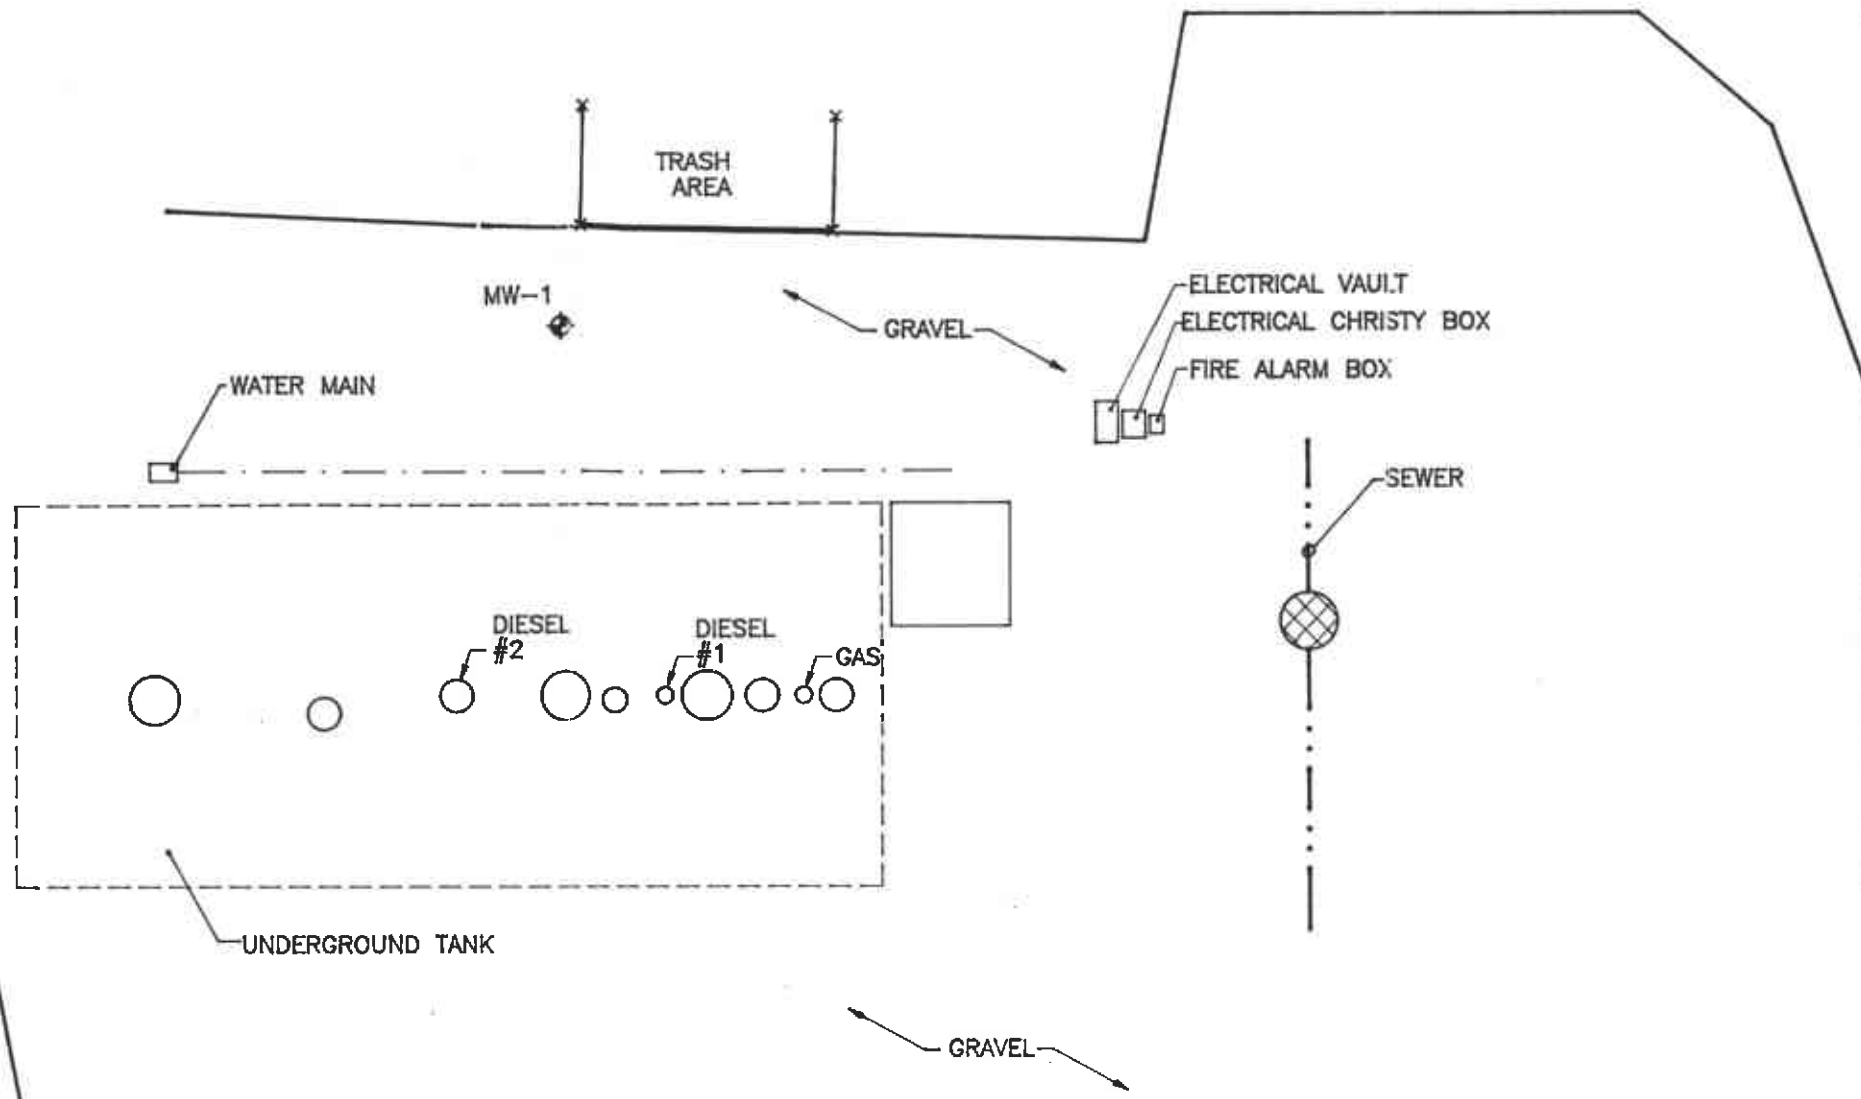 TRASH
AREA
MW-1
GRAVEL
ELECTRICAL VAULT
ELECTRICAL CHRISTY BOX
FIRE ALARM BOX
WATER MAIN
SEWER
DIESEL
#2
DIESEL
#1
GAS
UNDERGROUND TANK
GRAVEL